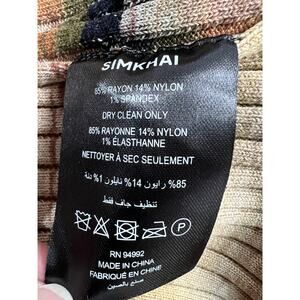 SIMKHAI
85% RAYON 14% NYLON
1% SPANDEX
DRY CLEAN ONLY
85% RAYONNE 14% NYLON
1% ÉLASTHANNE
NETTOYER À SEC SEULEMENT
85% رايون 14% نايلون 1% دنة
تنظيف جاف فقط
RN 94992
MADE IN CHINA
FABRIQUÉ EN CHINE
صنع بالصين